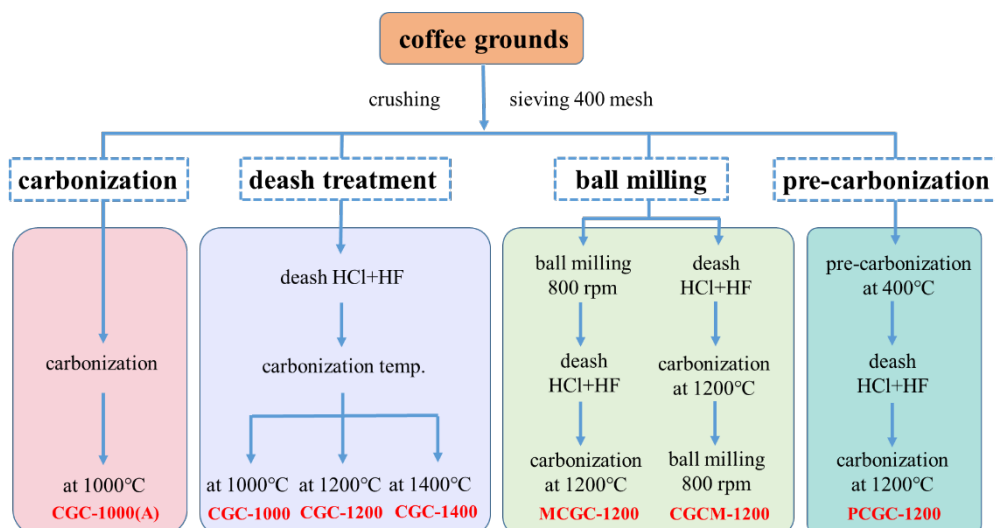 coffee grounds
crushing
sieving 400 mesh
carbonization
deash treatment
ball milling
pre-carbonization
carbonization
at 1000℃
CGC-1000(A)
deash HCl+HF
carbonization temp.
at 1000℃
CGC-1000
at 1200℃
CGC-1200
at 1400℃
CGC-1400
ball milling
800 rpm
deash
HCl+HF
carbonization
at 1200℃
MCGC-1200
deash
HCl+HF
carbonization
at 1200℃
ball milling
800 rpm
CGCM-1200
pre-carbonization
at 400℃
deash
HCl+HF
carbonization
at 1200℃
PCGC-1200